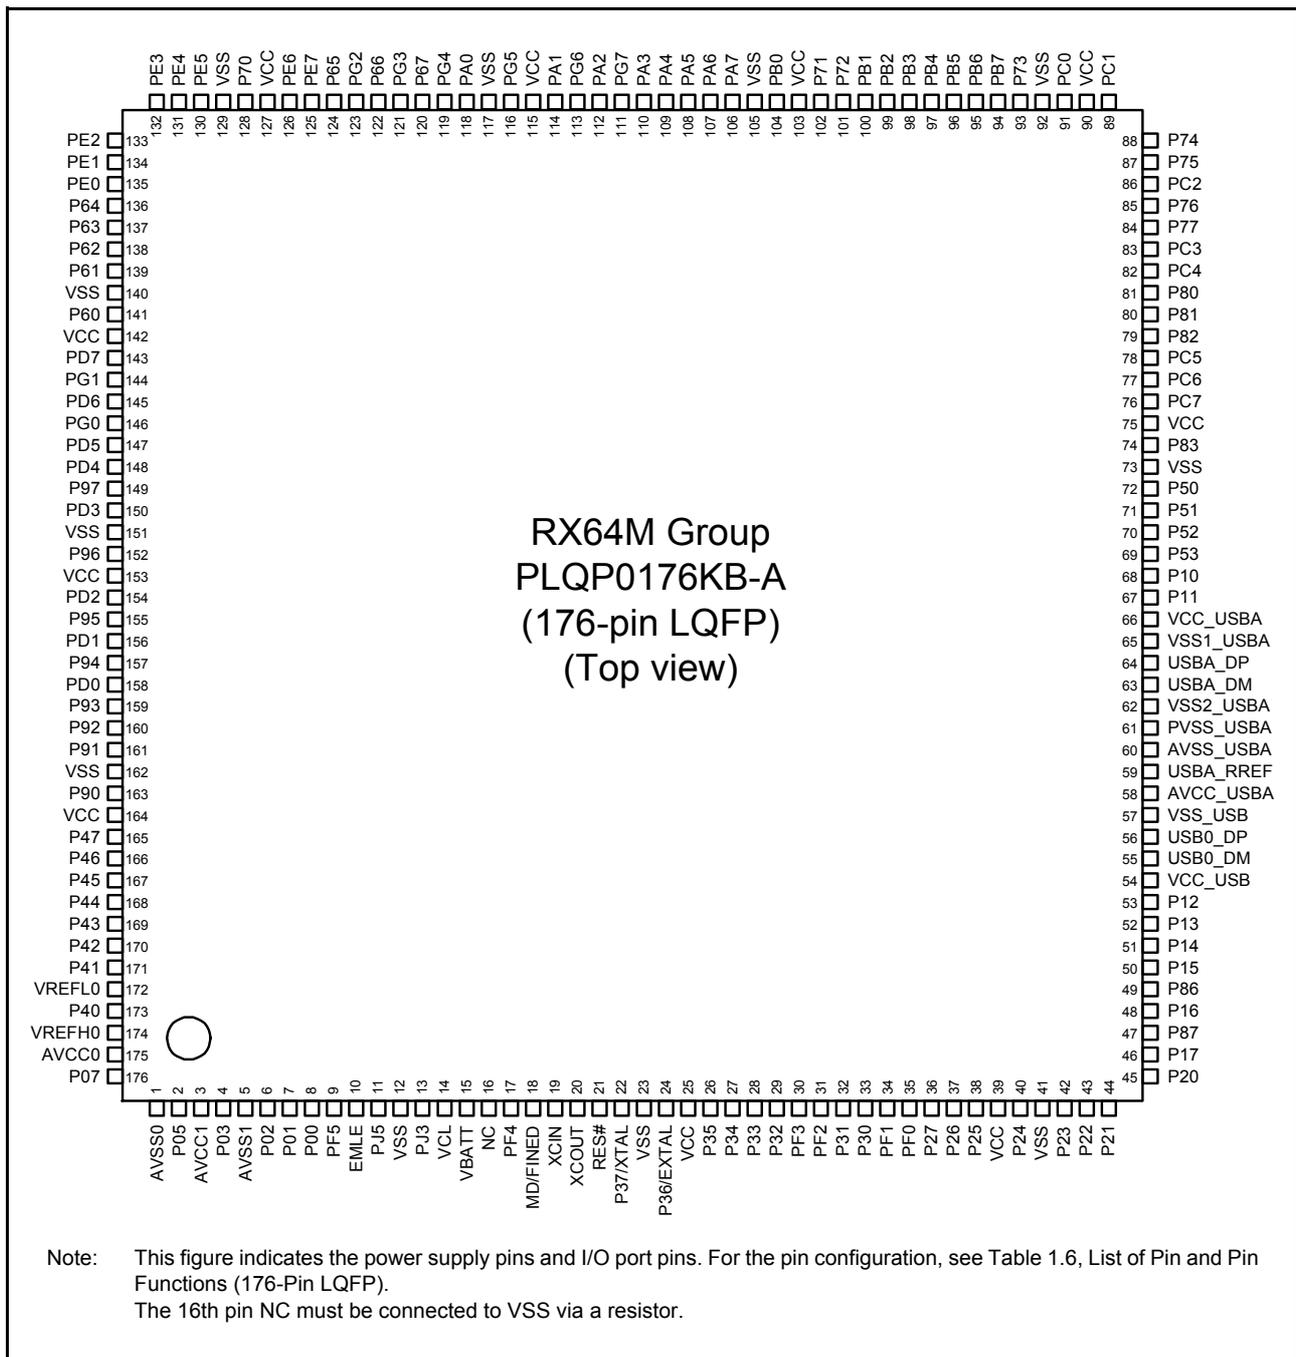 PE3 PE4 PE5 VSS P70 VCC PE6 PE7 P65 PG2 P66 PG3 P67 PG4 PA0 VSS PG5 VCC PA1 PG6 PA2 PG7 PA3 PA4 PA5 PA6 PA7 VSS PB0 VCC P71 P72 PB1 PB2 PB3 PB4 PB5 PB6 PB7 P73 VSS PC0 VCC PC1
132 131 130 129 128 127 126 125 124 123 122 121 120 119 118 117 116 115 114 113 112 111 110 109 108 107 106 105 104 103 102 101 100 99 98 97 96 95 94 93 92 91 90 89
PE2 133 88 P74
PE1 134 87 P75
PE0 135 86 PC2
P64 136 85 P76
P63 137 84 P77
P62 138 83 PC3
P61 139 82 PC4
VSS 140 81 P80
P60 141 80 P81
VCC 142 79 P82
PD7 143 78 PC5
PG1 144 77 PC6
PD6 145 76 PC7
PG0 146 75 VCC
PD5 147 74 P83
PD4 148 73 VSS
P97 149 72 P50
PD3 150 71 P51
VSS 151 70 P52
P96 152 69 P53
VCC 153 68 P10
PD2 154 67 P11
P95 155 66 VCC_USBA
PD1 156 65 VSS1_USBA
P94 157 64 USBA_DP
PD0 158 63 USBA_DM
P93 159 62 VSS2_USBA
P92 160 61 PVSS_USBA
P91 161 60 AVSS_USBA
VSS 162 59 USBA_RREF
P90 163 58 AVCC_USBA
VCC 164 57 VSS_USB
P47 165 56 USB0_DP
P46 166 55 USB0_DM
P45 167 54 VCC_USB
P44 168 53 P12
P43 169 52 P13
P42 170 51 P14
P41 171 50 P15
VREFL0 172 49 P86
P40 173 48 P16
VREFH0 174 47 P87
AVCC0 175 46 P17
P07 176 45 P20
RX64M Group
PLQP0176KB-A
(176-pin LQFP)
(Top view)
1 2 3 4 5 6 7 8 9 10 11 12 13 14 15 16 17 18 19 20 21 22 23 24 25 26 27 28 29 30 31 32 33 34 35 36 37 38 39 40 41 42 43 44
AVSS0 P05 AVCC1 P03 AVSS1 P02 P01 P00 PF5 EMLE PJ5 VSS PJ3 VCL VBATT NC PF4 MD/FINED XCIN XCOUT RES# P37/XTAL VSS P36/EXTAL VCC P35 P34 P33 P32 PF3 PF2 P31 P30 PF1 PF0 P27 P26 P25 VCC P24 VSS P23 P22 P21
Note: This figure indicates the power supply pins and I/O port pins. For the pin configuration, see Table 1.6, List of Pin and Pin
Functions (176-Pin LQFP).
The 16th pin NC must be connected to VSS via a resistor.